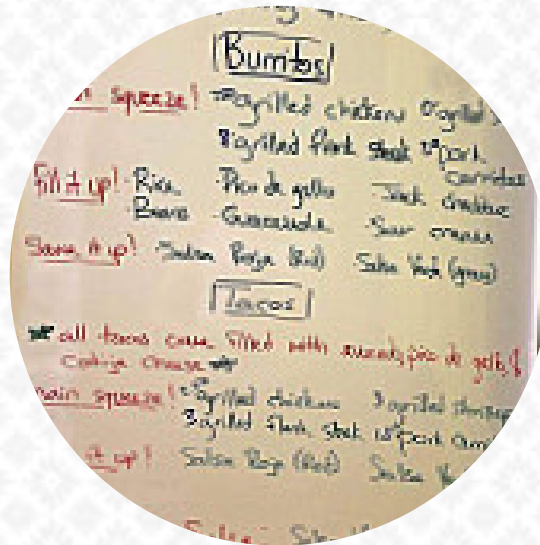 Burritos
squeeze! grilled chicken grilled
grilled flank steak pork
carnitas
Fill it up! · Rice · Pico de gallo Jack cheese
· Beans · Guacamole · Sour cream
Sauce it up! Salsa Roja (Red) Salsa Verde (green)
Tacos
all tacos come filled with pico de gallo, &
Cotija cheese
main squeeze! grilled chicken grilled shrimp
grilled flank steak pork
it up! Salsa Roja (Red) Salsa